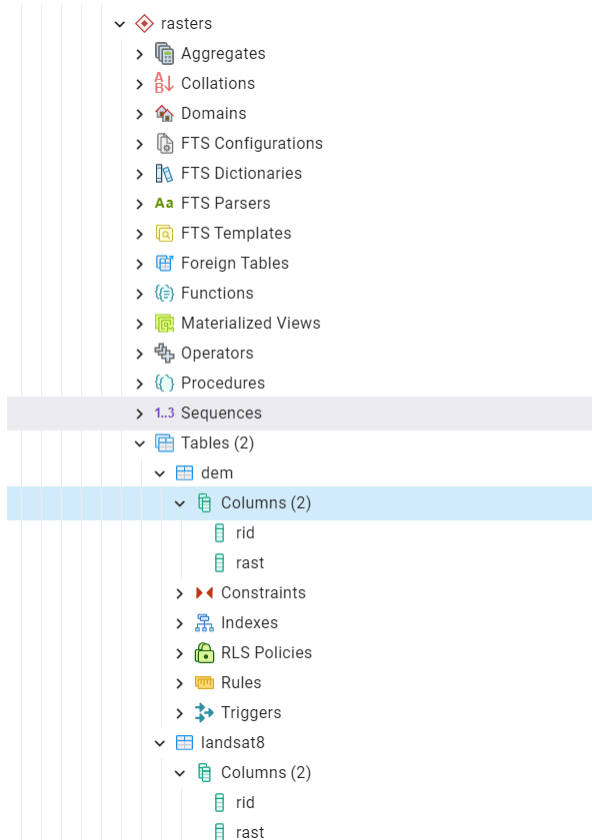 rasters
Aggregates
Collations
Domains
FTS Configurations
FTS Dictionaries
Aa FTS Parsers
FTS Templates
Foreign Tables
Functions
Materialized Views
Operators
Procedures
1..3 Sequences
Tables (2)
dem
Columns (2)
rid
rast
Constraints
Indexes
RLS Policies
Rules
Triggers
landsat8
Columns (2)
rid
rast